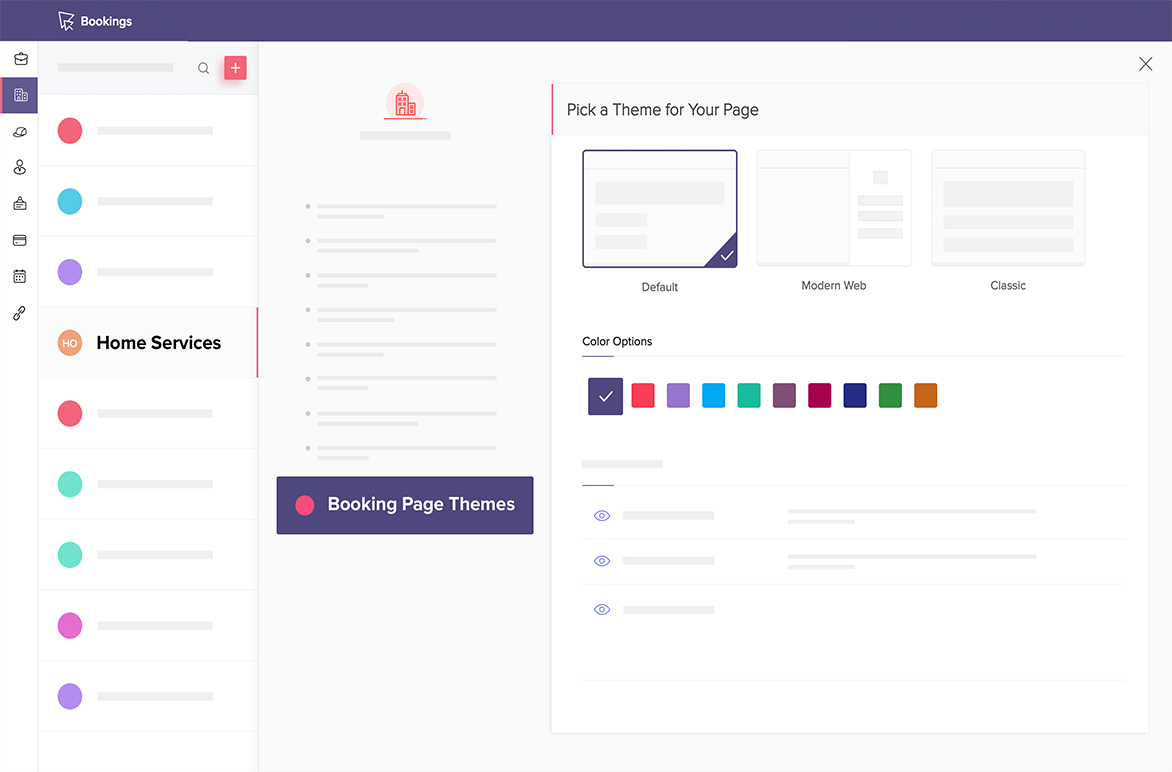 Bookings
HO
Home Services
Booking Page Themes
Pick a Theme for Your Page
Default
Modern Web
Classic
Color Options